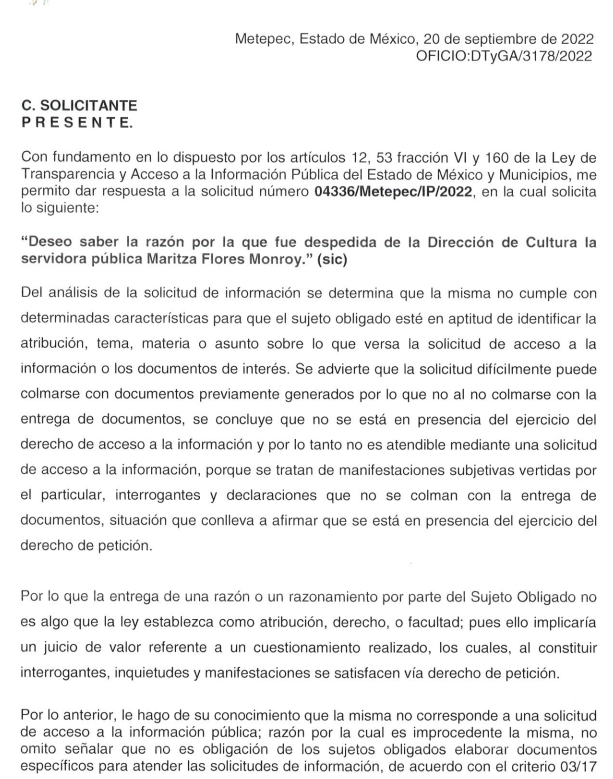 Metepec, Estado de México, 20 de septiembre de 2022
OFICIO:DTyGA/3178/2022
C. SOLICITANTE
P R E S E N T E.
Con fundamento en lo dispuesto por los artículos 12, 53 fracción VI y 160 de la Ley de
Transparencia y Acceso a la Información Pública del Estado de México y Municipios, me
permito dar respuesta a la solicitud número 04336/Metepec/IP/2022, en la cual solicita
lo siguiente:
“Deseo saber la razón por la que fue despedida de la Dirección de Cultura la
servidora pública Maritza Flores Monroy.” (sic)
Del análisis de la solicitud de información se determina que la misma no cumple con
determinadas características para que el sujeto obligado esté en aptitud de identificar la
atribución, tema, materia o asunto sobre lo que versa la solicitud de acceso a la
información o los documentos de interés. Se advierte que la solicitud difícilmente puede
colmarse con documentos previamente generados por lo que no al no colmarse con la
entrega de documentos, se concluye que no se está en presencia del ejercicio del
derecho de acceso a la información y por lo tanto no es atendible mediante una solicitud
de acceso a la información, porque se tratan de manifestaciones subjetivas vertidas por
el particular, interrogantes y declaraciones que no se colman con la entrega de
documentos, situación que conlleva a afirmar que se está en presencia del ejercicio del
derecho de petición.
Por lo que la entrega de una razón o un razonamiento por parte del Sujeto Obligado no
es algo que la ley establezca como atribución, derecho, o facultad; pues ello implicaría
un juicio de valor referente a un cuestionamiento realizado, los cuales, al constituir
interrogantes, inquietudes y manifestaciones se satisfacen vía derecho de petición.
Por lo anterior, le hago de su conocimiento que la misma no corresponde a una solicitud
de acceso a la información pública; razón por la cual es improcedente la misma, no
omito señalar que no es obligación de los sujetos obligados elaborar documentos
específicos para atender las solicitudes de información, de acuerdo con el criterio 03/17